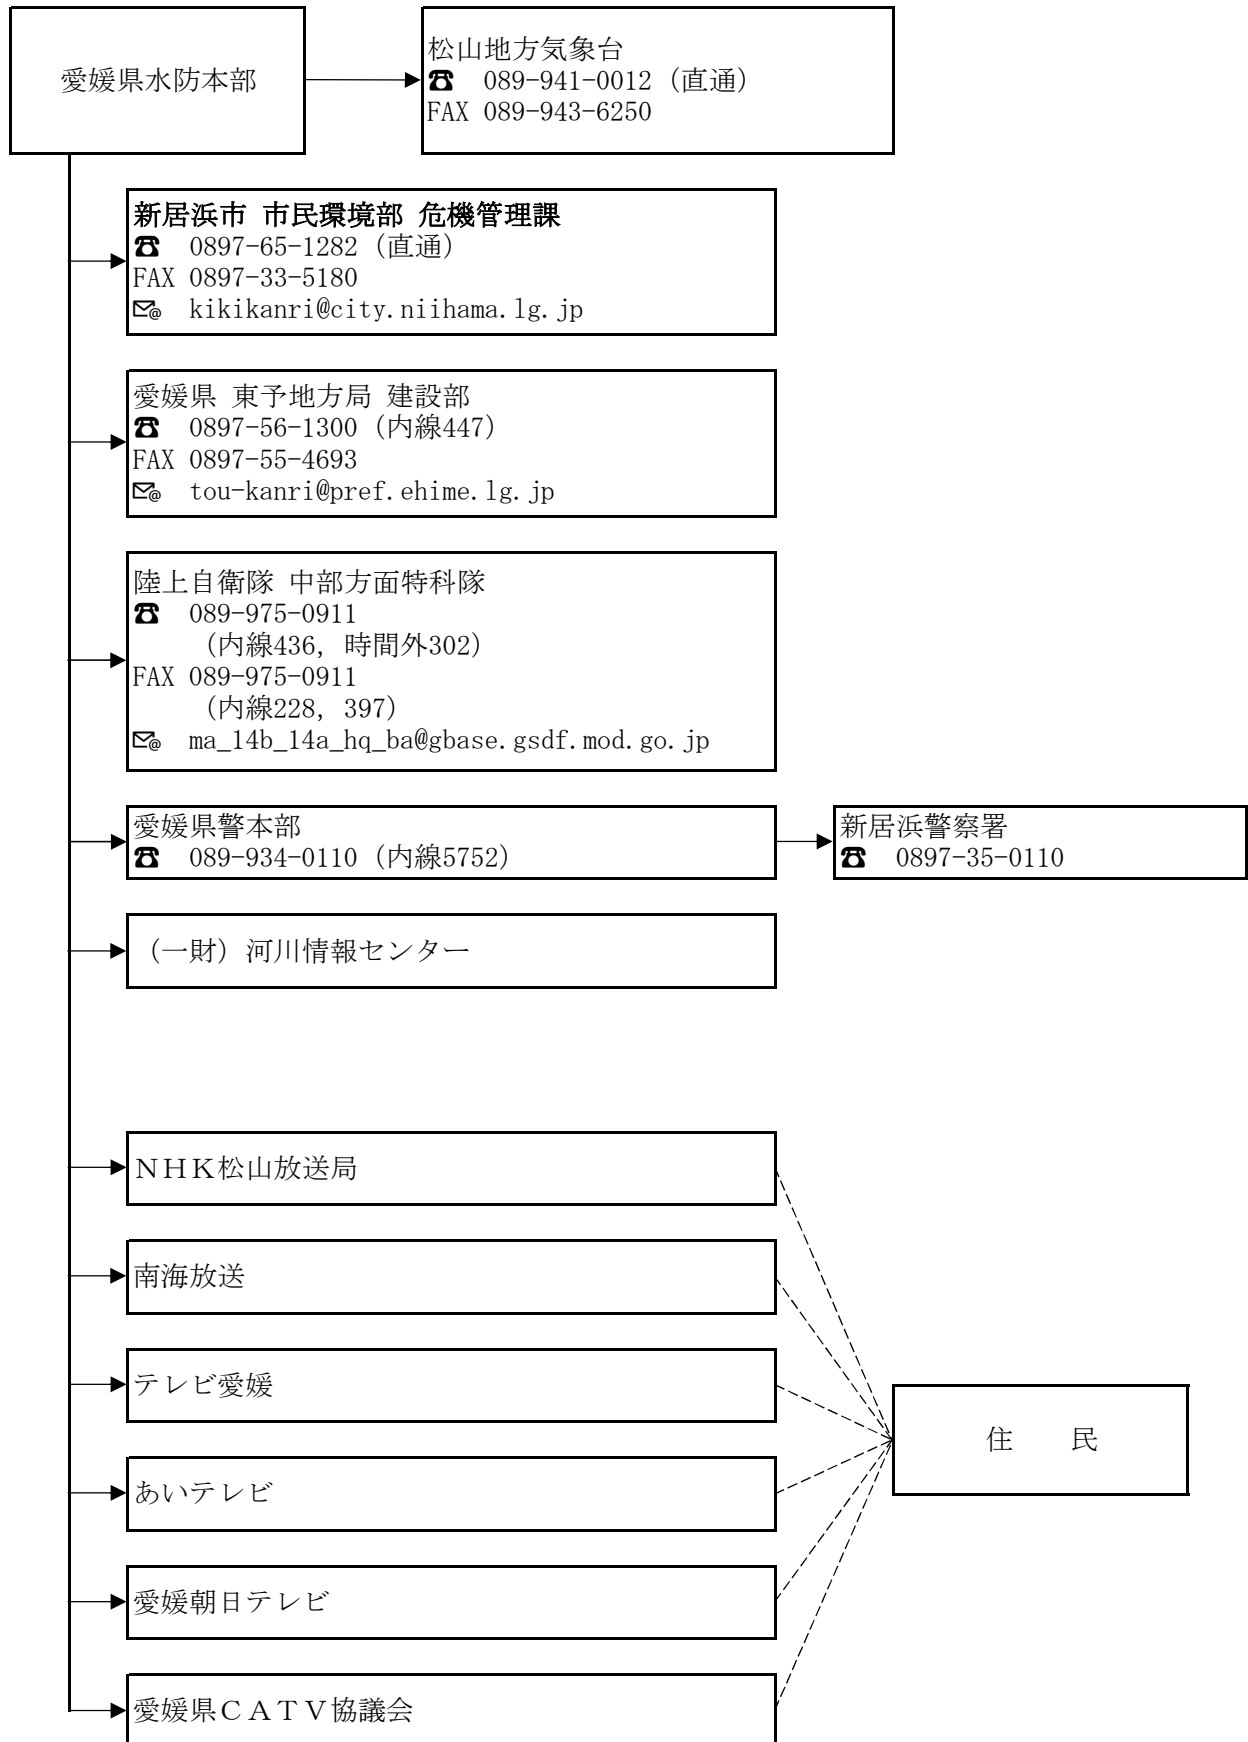 愛媛県水防本部
松山地方気象台
☎ 089-941-0012（直通）
FAX 089-943-6250
新居浜市 市民環境部 危機管理課
☎ 0897-65-1282（直通）
FAX 0897-33-5180
kikikanri@city.niihama.lg.jp
愛媛県 東予地方局 建設部
☎ 0897-56-1300（内線447）
FAX 0897-55-4693
tou-kanri@pref.ehime.lg.jp
陸上自衛隊 中部方面特科隊
☎ 089-975-0911
（内線436, 時間外302）
FAX 089-975-0911
（内線228, 397）
ma_14b_14a_hq_ba@gbase.gsdf.mod.go.jp
愛媛県警本部
☎ 089-934-0110（内線5752）
新居浜警察署
☎ 0897-35-0110
（一財）河川情報センター
ＮＨＫ松山放送局
南海放送
テレビ愛媛
住　民
あいテレビ
愛媛朝日テレビ
愛媛県ＣＡＴＶ協議会